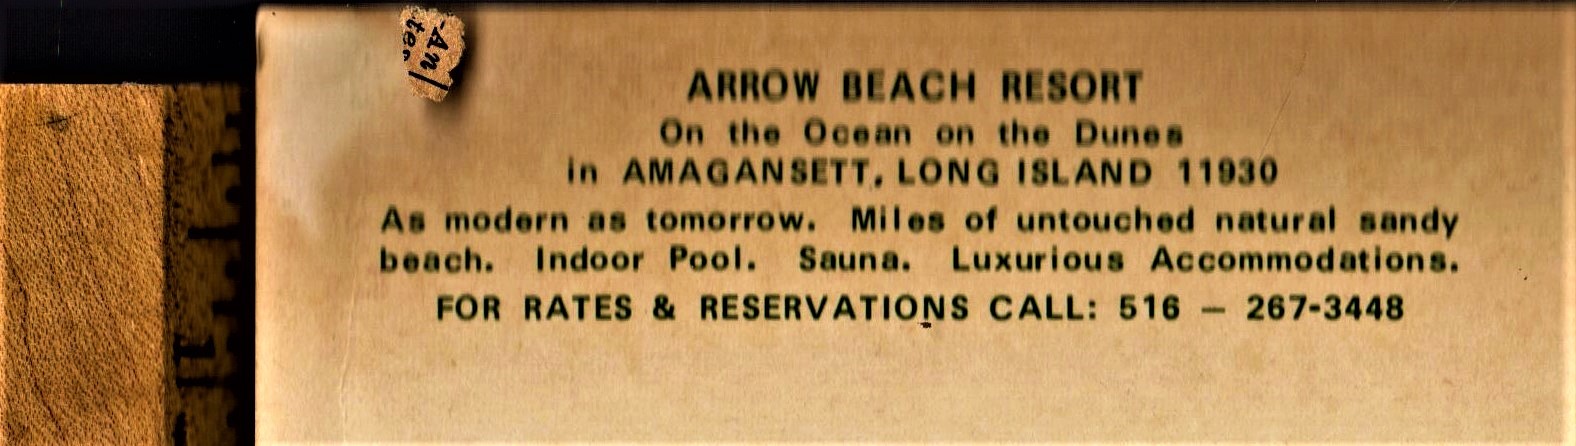 -An
ARROW BEACH RESORT
On the Ocean on the Dunes
in AMAGANSETT, LONG ISLAND 11930
As modern as tomorrow. Miles of untouched natural sandy
beach. Indoor Pool. Sauna. Luxurious Accommodations.
FOR RATES & RESERVATIONS CALL: 516 — 267-3448